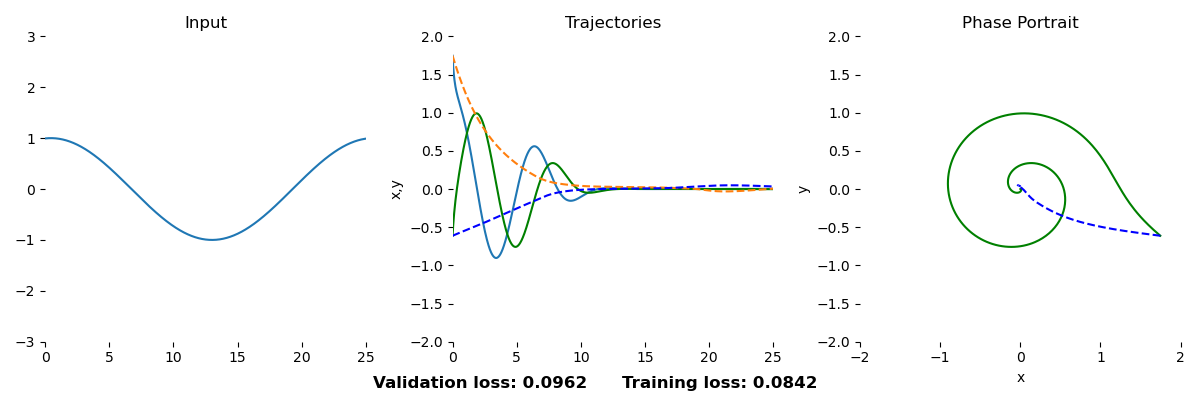 Input
3
2
1
0
−1
−2
−3
0 5 10 15 20 25
Trajectories
x,y
2.0
1.5
1.0
0.5
0.0
−0.5
−1.0
−1.5
−2.0
0 5 10 15 20 25
Phase Portrait
y
2.0
1.5
1.0
0.5
0.0
−0.5
−1.0
−1.5
−2.0
−2 −1 0 1 2
x
Validation loss: 0.0962 Training loss: 0.0842